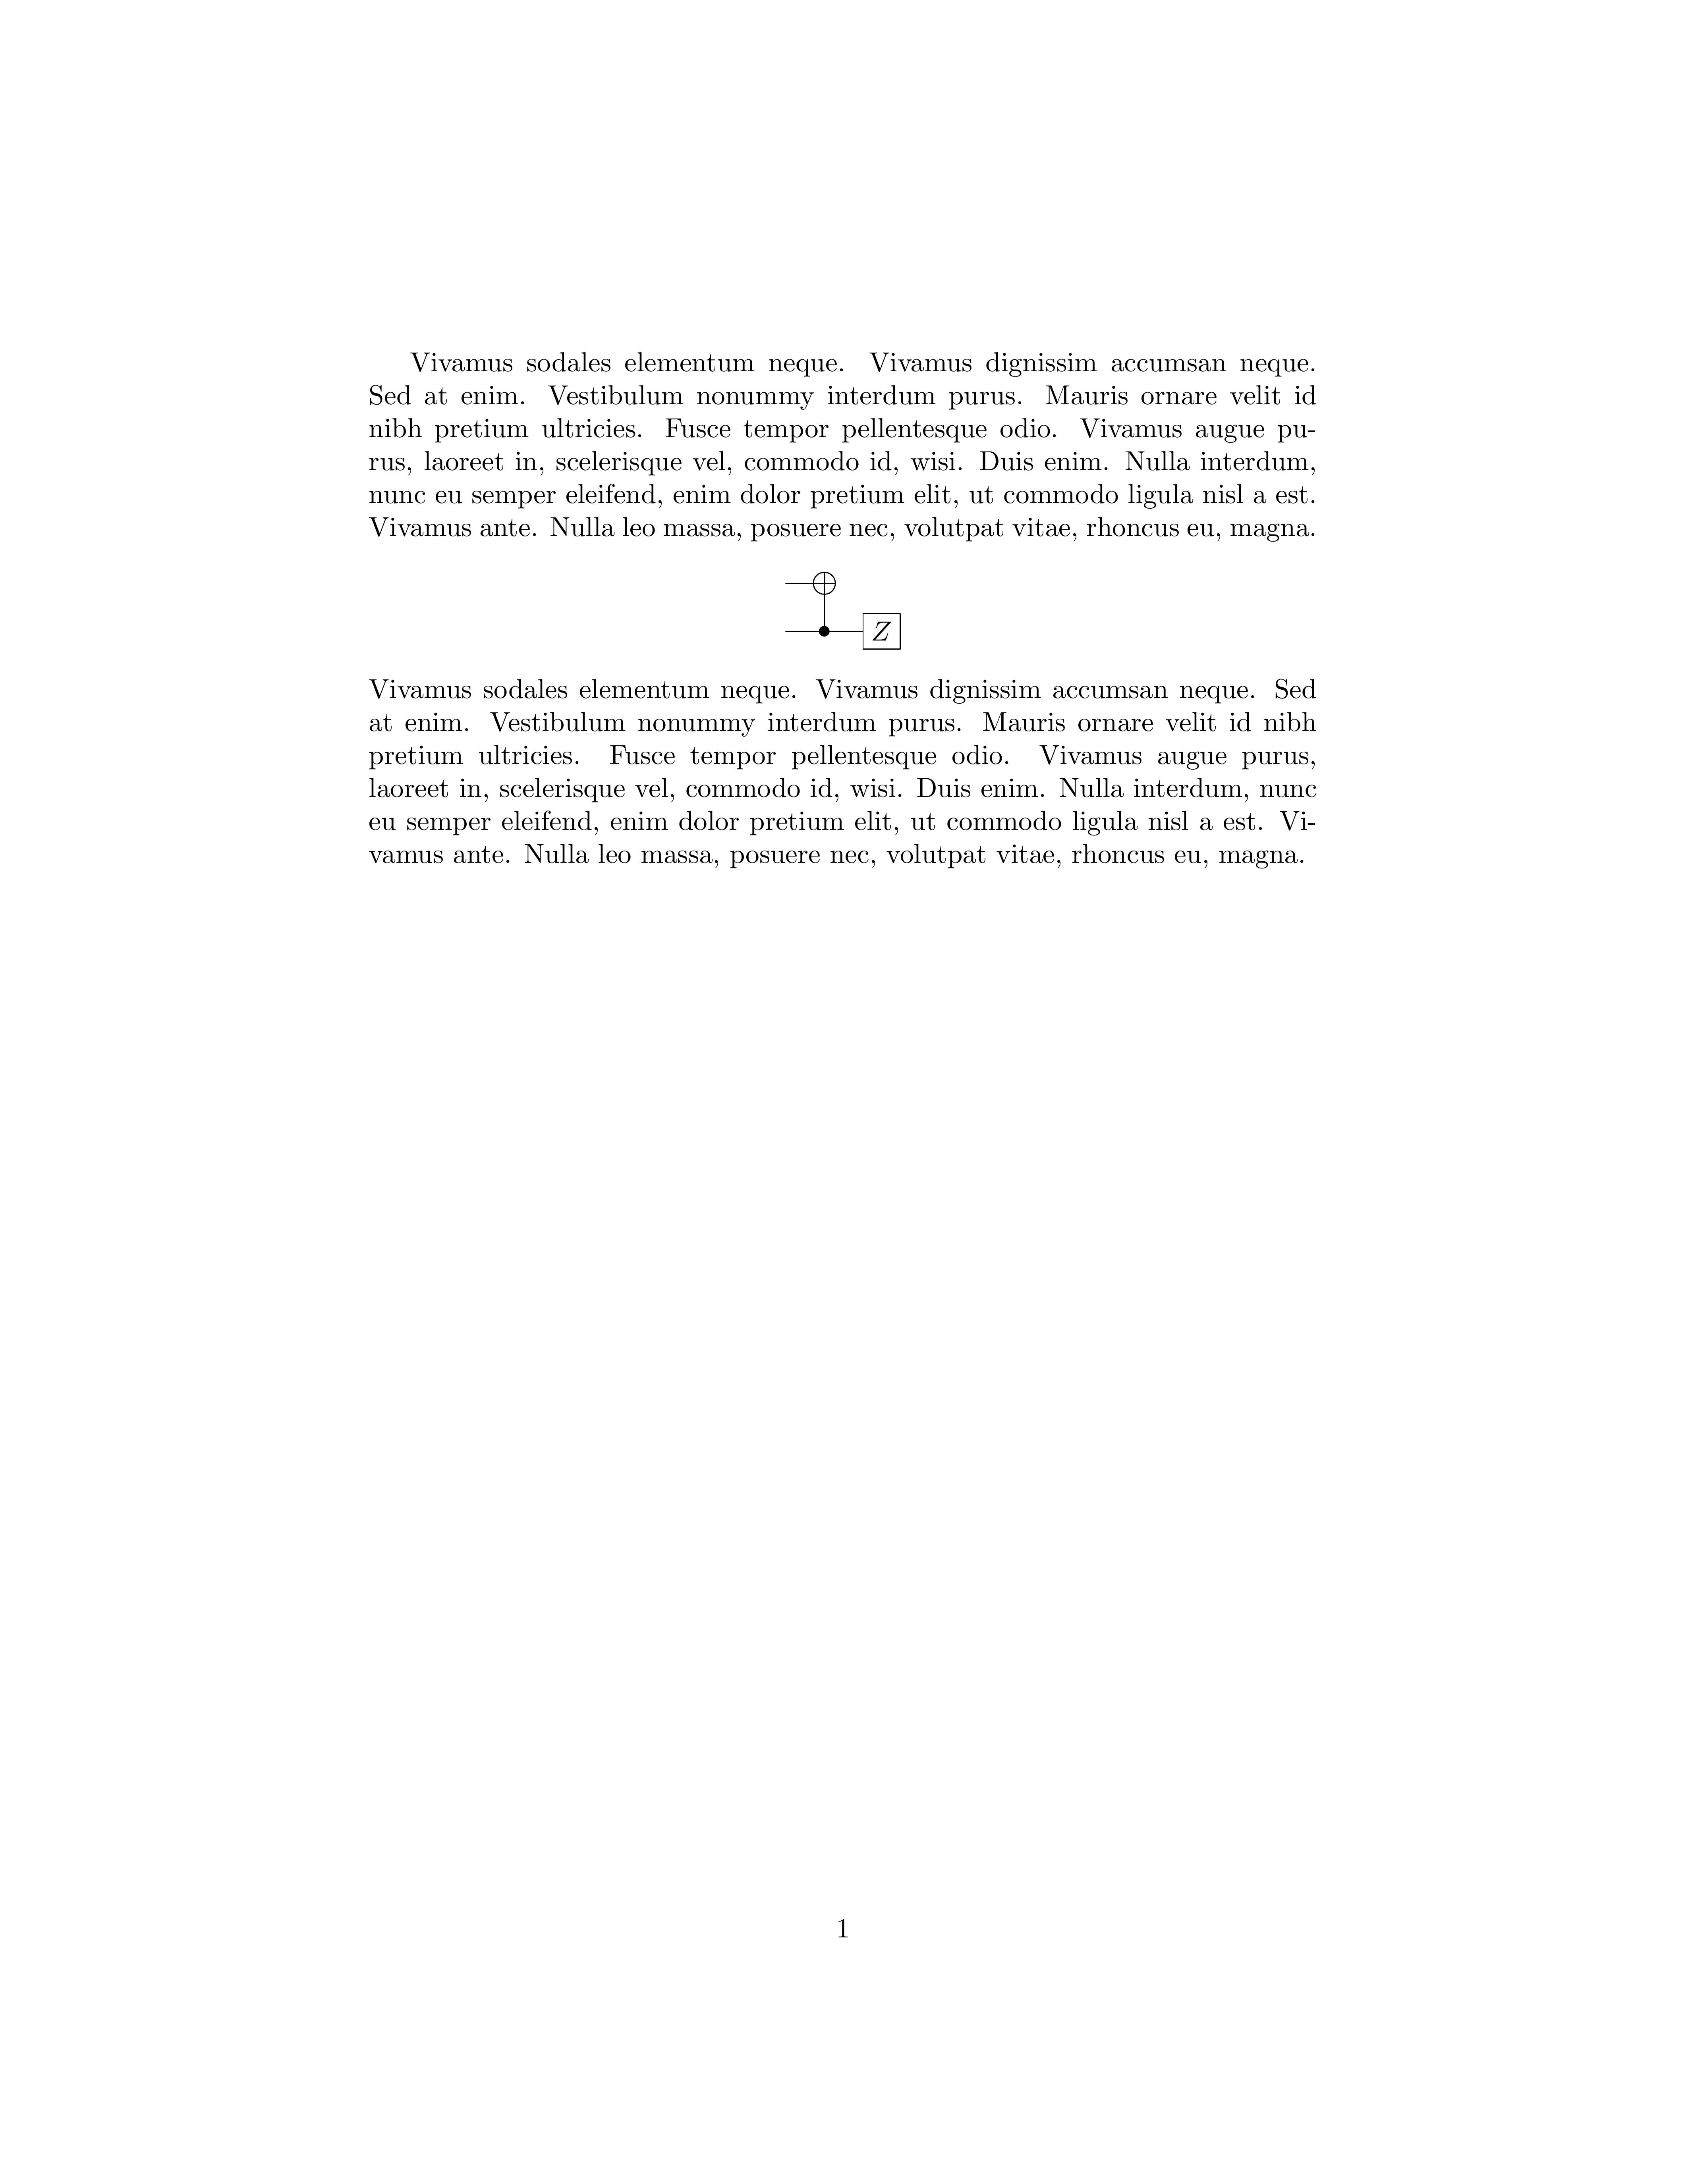 Vivamus sodales elementum neque. Vivamus dignissim accumsan neque.
Sed at enim. Vestibulum nonummy interdum purus. Mauris ornare velit id
nibh pretium ultricies. Fusce tempor pellentesque odio. Vivamus augue pu-
rus, laoreet in, scelerisque vel, commodo id, wisi. Duis enim. Nulla interdum,
nunc eu semper eleifend, enim dolor pretium elit, ut commodo ligula nisl a est.
Vivamus ante. Nulla leo massa, posuere nec, volutpat vitae, rhoncus eu, magna.
Z
Vivamus sodales elementum neque. Vivamus dignissim accumsan neque. Sed
at enim. Vestibulum nonummy interdum purus. Mauris ornare velit id nibh
pretium ultricies. Fusce tempor pellentesque odio. Vivamus augue purus,
laoreet in, scelerisque vel, commodo id, wisi. Duis enim. Nulla interdum, nunc
eu semper eleifend, enim dolor pretium elit, ut commodo ligula nisl a est. Vi-
vamus ante. Nulla leo massa, posuere nec, volutpat vitae, rhoncus eu, magna.
1